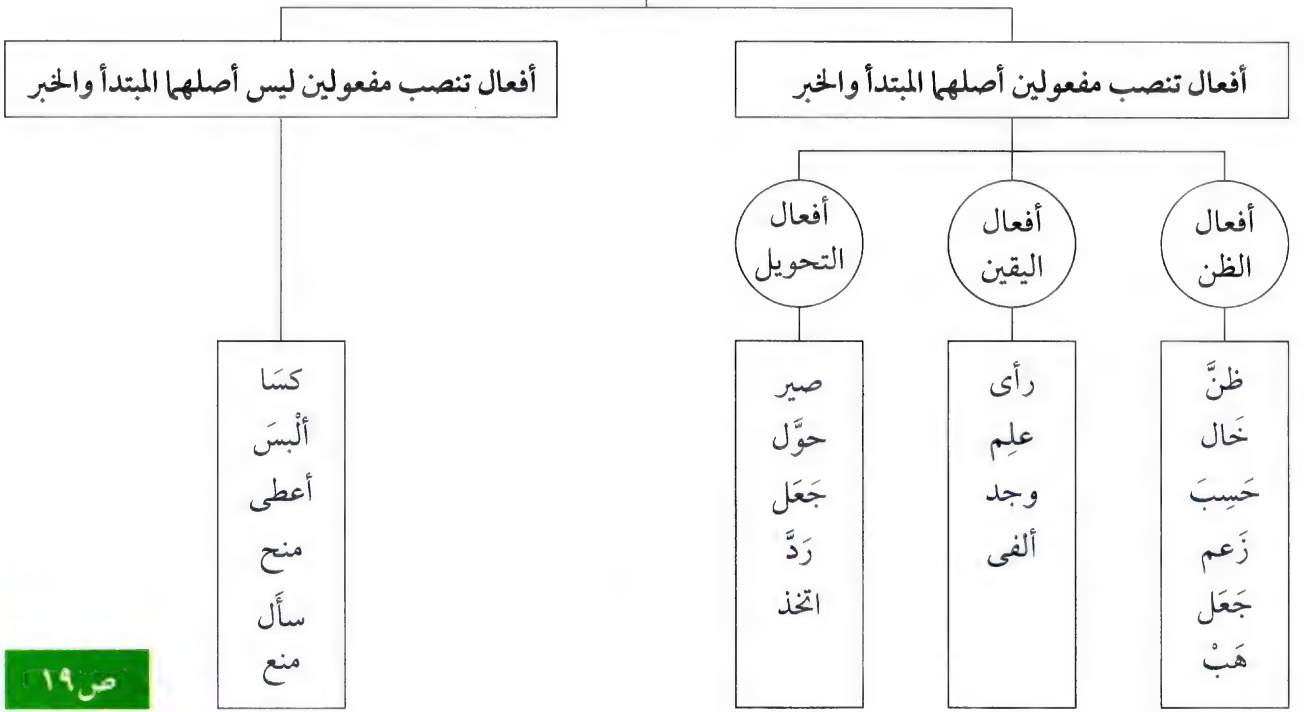 أفعال تنصب مفعولين أصلهما المبتدأ والخبر
أفعال تنصب مفعولين ليس أصلهما المبتدأ والخبر
أفعال
الظن
أفعال
اليقين
أفعال
التحويل
ظنَّ
خَال
حَسِبَ
زَعم
جَعَل
هَبْ
رأى
علِم
وجد
ألفى
صير
حوَّل
جَعَل
رَدَّ
اتخذ
كسَا
ألْبسَ
أعطى
منح
سأَل
منع
ص١٩